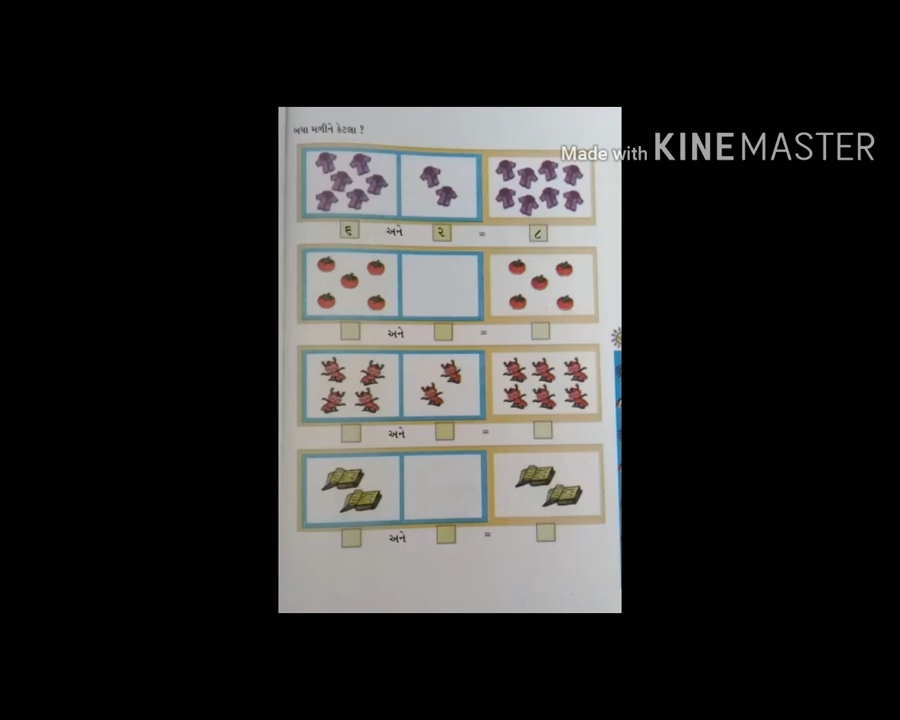 બધા મળીને કેટલા ?
Made with KINEMASTER
૬ અને ૨ = ૮
અને =
અને =
અને =